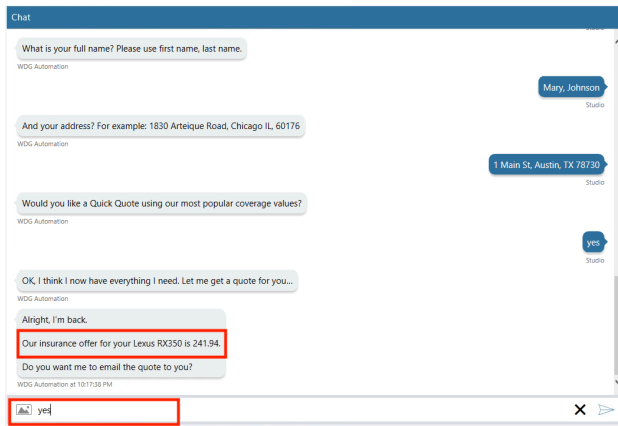 Chat
What is your full name? Please use first name, last name.
WDG Automation
Mary, Johnson
Studio
And your address? For example: 1830 Arteique Road, Chicago IL, 60176
WDG Automation
1 Main St, Austin, TX 78730
Studio
Would you like a Quick Quote using our most popular coverage values?
WDG Automation
yes
Studio
OK, I think I now have everything I need. Let me get a quote for you...
WDG Automation
Alright, I'm back.
Our insurance offer for your Lexus RX350 is 241.94.
Do you want me to email the quote to you?
WDG Automation at 10:17:38 PM
yes